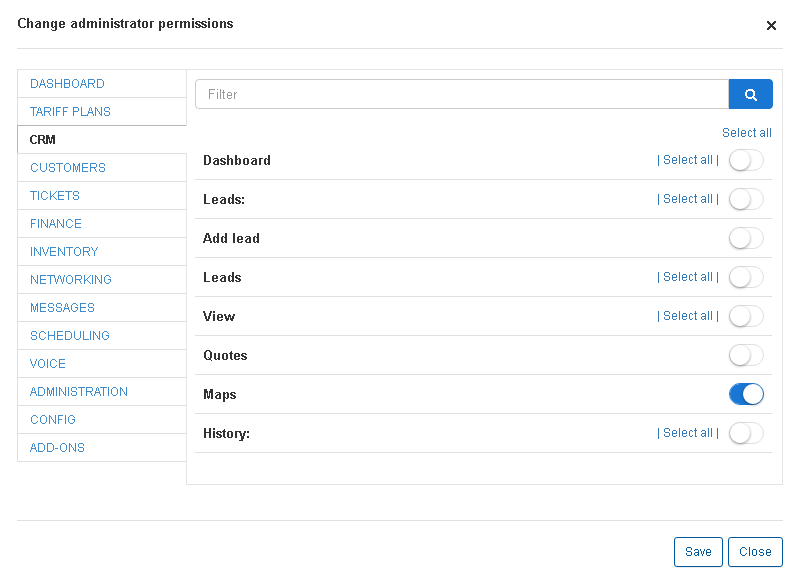 Change administrator permissions
×
DASHBOARD
TARIFF PLANS
CRM
CUSTOMERS
TICKETS
FINANCE
INVENTORY
NETWORKING
MESSAGES
SCHEDULING
VOICE
ADMINISTRATION
CONFIG
ADD-ONS
Filter
Select all
Dashboard | Select all |
Leads: | Select all |
Add lead
Leads | Select all |
View | Select all |
Quotes
Maps
History: | Select all |
Save Close